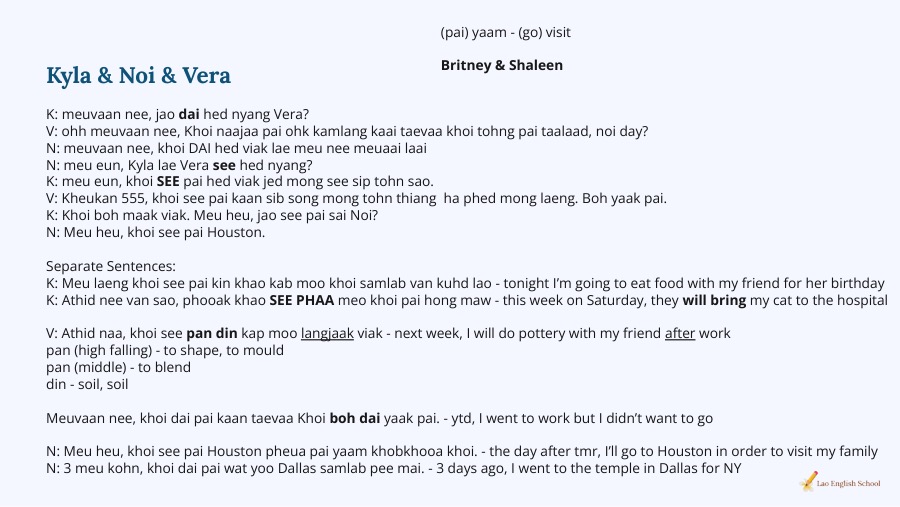 (pai) yaam - (go) visit
Britney & Shaleen
Kyla & Noi & Vera
K: meuvaan nee, jao dai hed nyang Vera?
V: ohh meuvaan nee, Khoi naajaa pai ohk kamlang kaai taevaa khoi tohng pai taalaad, noi day?
N: meuvaan nee, khoi DAI hed viak lae meu nee meuaai laai
N: meu eun, Kyla lae Vera see hed nyang?
K: meu eun, khoi SEE pai hed viak jed mong see sip tohn sao.
V: Kheukan 555, khoi see pai kaan sib song mong tohn thiang  ha phed mong laeng. Boh yaak pai.
K: Khoi boh maak viak. Meu heu, jao see pai sai Noi?
N: Meu heu, khoi see pai Houston.
Separate Sentences:
K: Meu laeng khoi see pai kin khao kab moo khoi samlab van kuhd lao - tonight I'm going to eat food with my friend for her birthday
K: Athid nee van sao, phooak khao SEE PHAA meo khoi pai hong maw - this week on Saturday, they will bring my cat to the hospital
V: Athid naa, khoi see pan din kap moo langjaak viak - next week, I will do pottery with my friend after work
pan (high falling) - to shape, to mould
pan (middle) - to blend
din - soil, soil
Meuvaan nee, khoi dai pai kaan taevaa Khoi boh dai yaak pai. - ytd, I went to work but I didn't want to go
N: Meu heu, khoi see pai Houston pheua pai yaam khobkhooa khoi. - the day after tmr, I'll go to Houston in order to visit my family
N: 3 meu kohn, khoi dai pai wat yoo Dallas samlab pee mai. - 3 days ago, I went to the temple in Dallas for NY
Lao English School